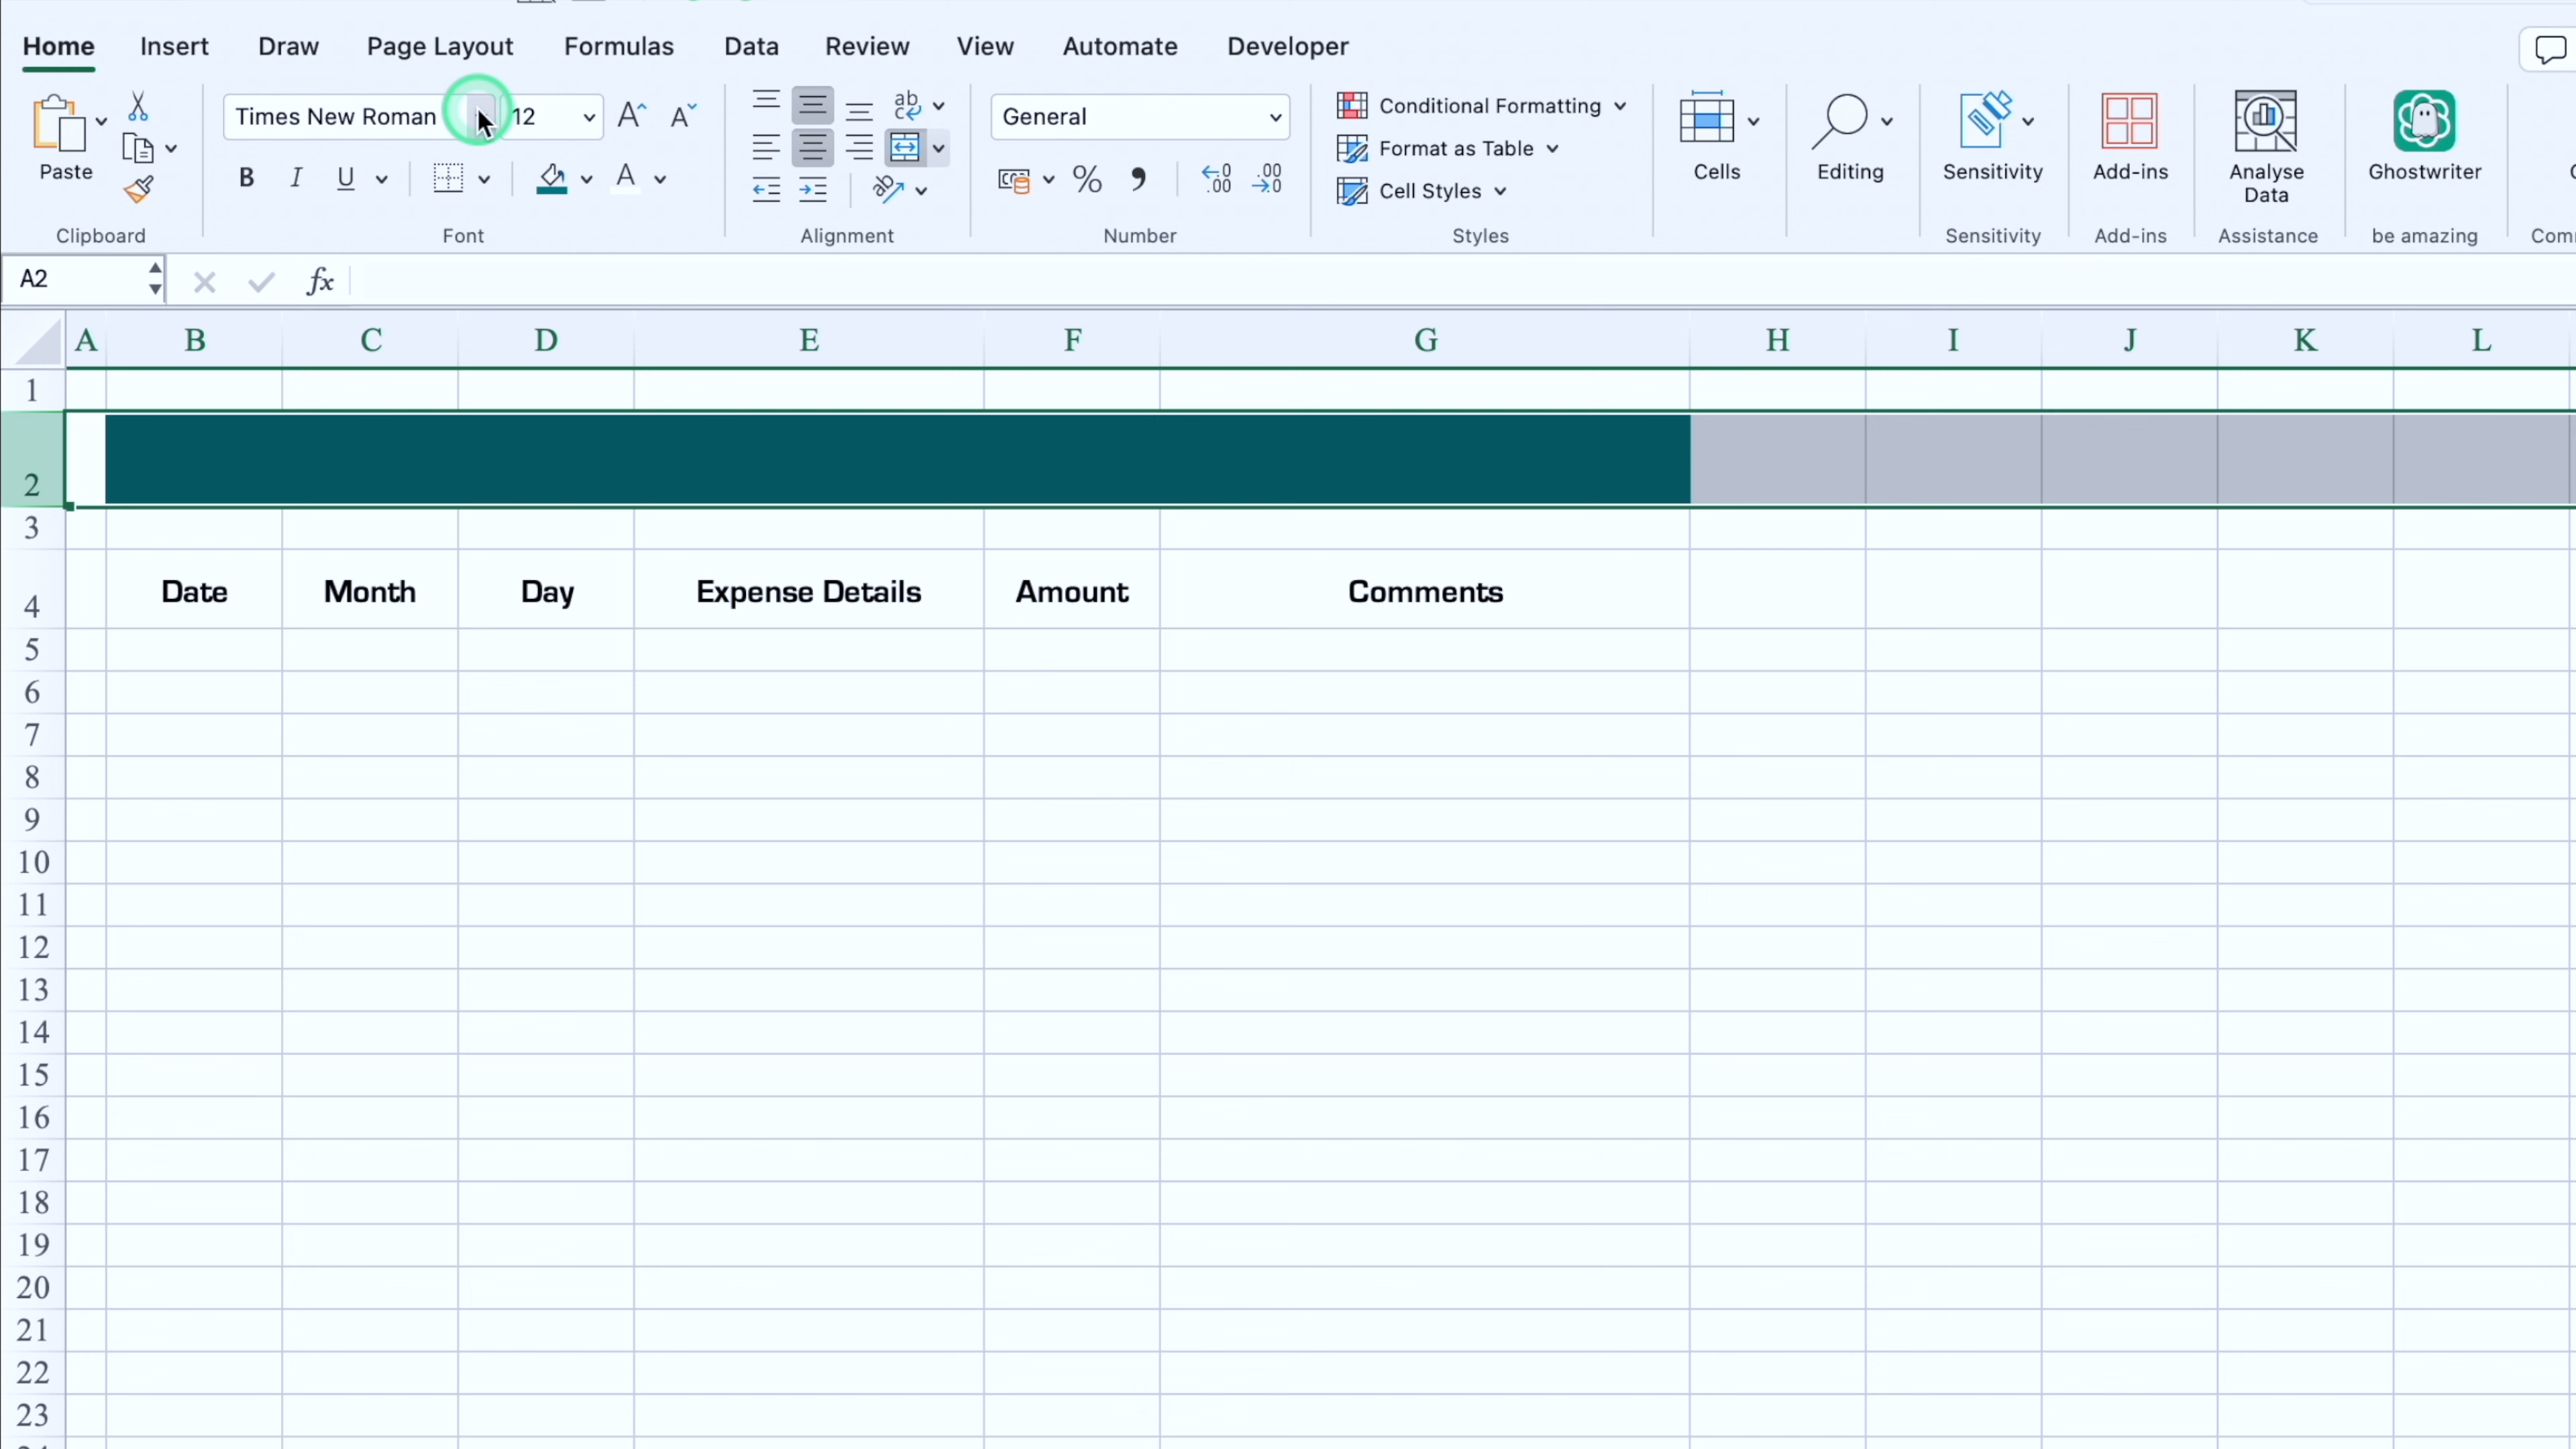 Home Insert Draw Page Layout Formulas Data Review View Automate Developer
Times New Roman 12 General Conditional Formatting
Format as Table
Cell Styles
Paste Cells Editing Sensitivity Add-ins Analyse Data Ghostwriter
Clipboard Font Alignment Number Styles Sensitivity Add-ins Assistance be amazing
A2 fx
A B C D E F G H I J K L
1
2
3
4 Date Month Day Expense Details Amount Comments
5
6
7
8
9
10
11
12
13
14
15
16
17
18
19
20
21
22
23